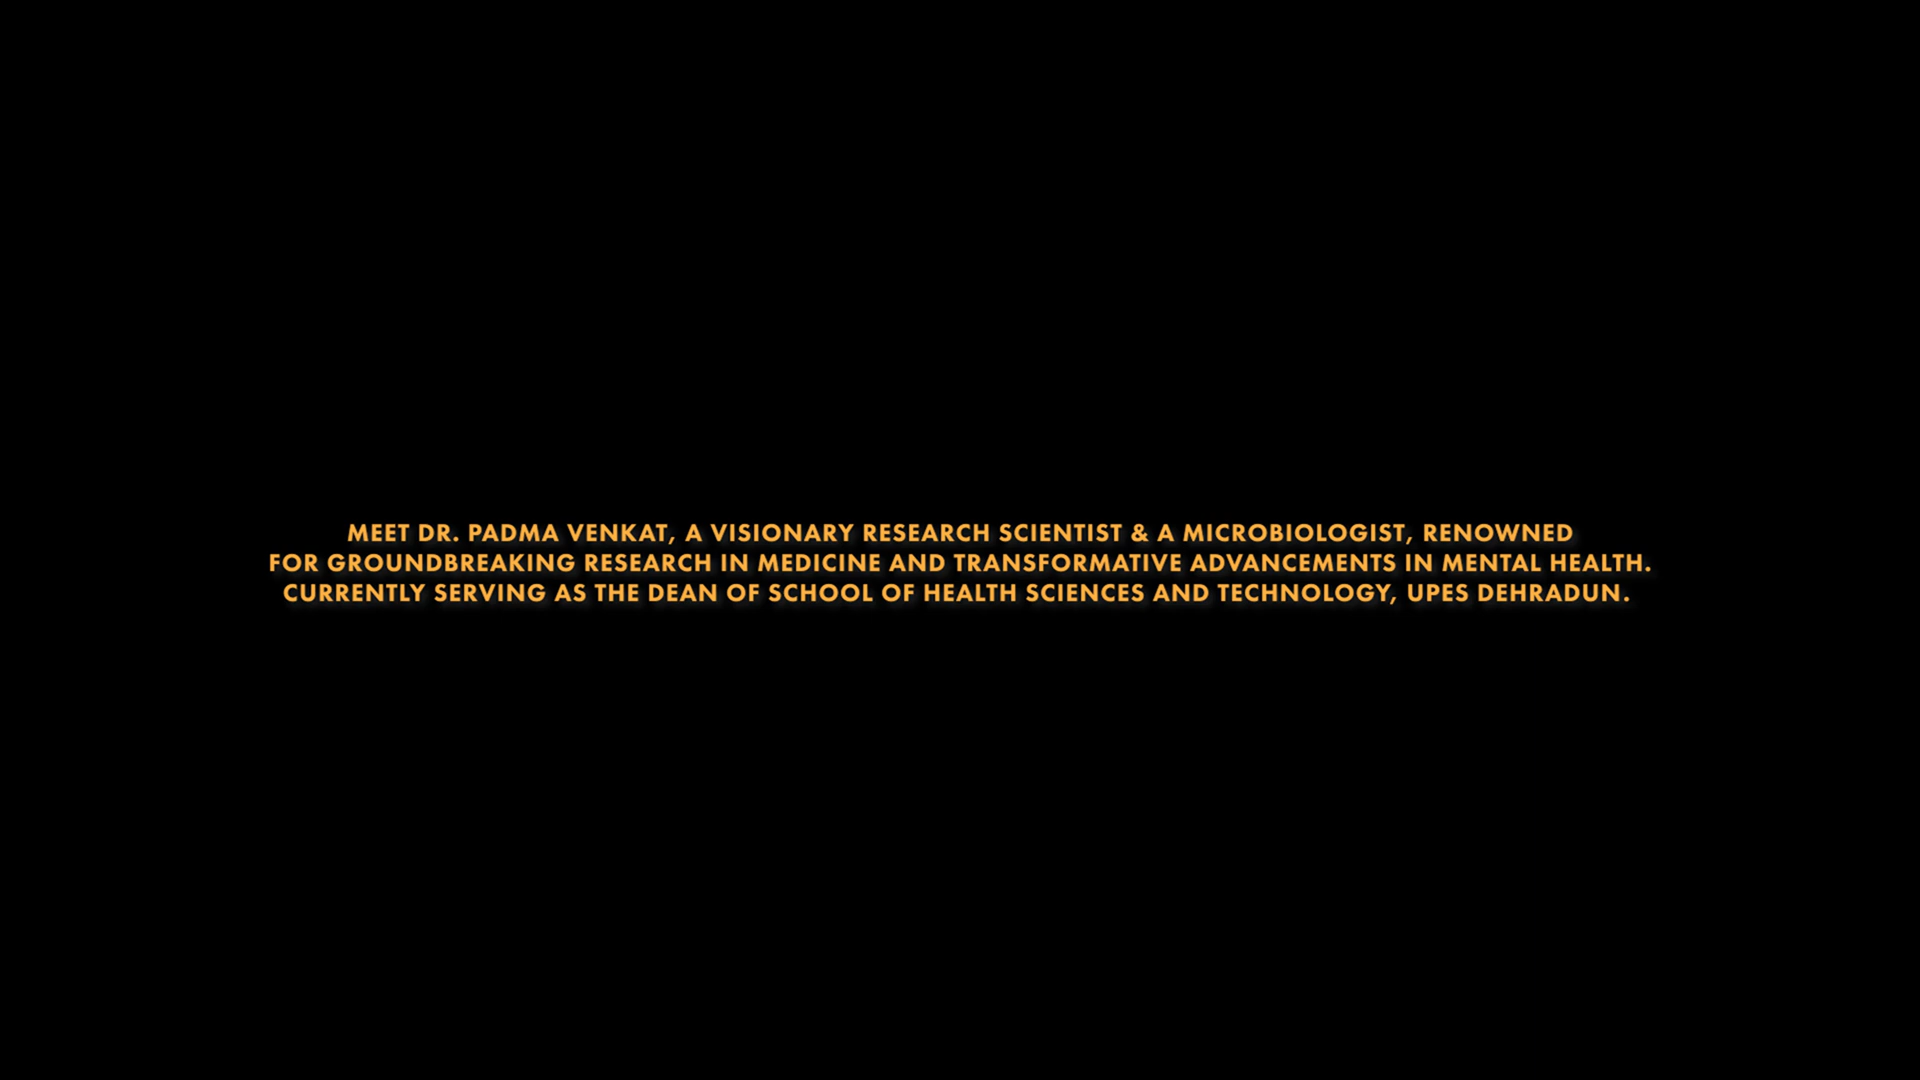 MEET DR. PADMA VENKAT, A VISIONARY RESEARCH SCIENTIST & A MICROBIOLOGIST, RENOWNED
FOR GROUNDBREAKING RESEARCH IN MEDICINE AND TRANSFORMATIVE ADVANCEMENTS IN MENTAL HEALTH.
CURRENTLY SERVING AS THE DEAN OF SCHOOL OF HEALTH SCIENCES AND TECHNOLOGY, UPES DEHRADUN.